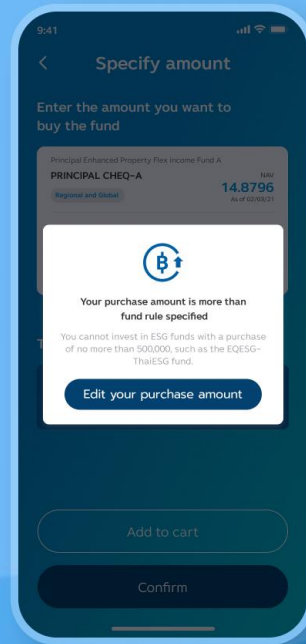 9:41
Specify amount
Enter the amount you want to
buy the fund
Principal Enhanced Property Flex Income Fund A
PRINCIPAL CHEQ-A
NAV
14.8796
Regional and Global
As of 02/03/21
Your purchase amount is more than
fund rule specified
You cannot invest in ESG funds with a purchase
of no more than 500,000, such as the EQESG-
ThaiESG fund.
Edit your purchase amount
Add to cart
Confirm